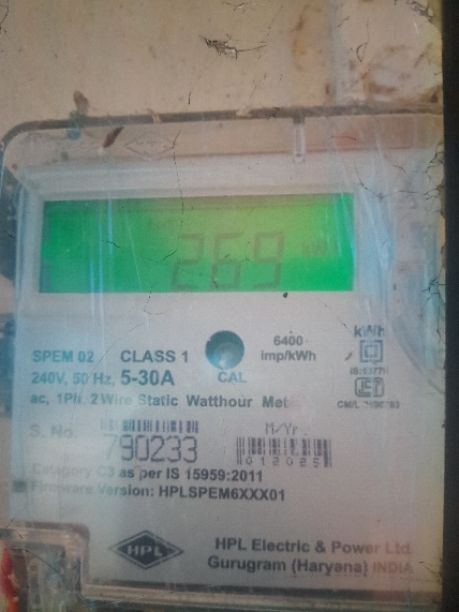 269
kWh
6400
imp/kWh
SPEM 02 CLASS 1
240V, 50 Hz, 5-30A
CAL
ac, 1Ph, 2 Wire Static Watthour
S. No. 790233
M/Yr.
012025
Category C3 as per IS 15959:2011
Firmware Version: HPLSPEM6XXX01
HPL
HPL Electric & Power Ltd.
Gurugram (Haryana) INDIA